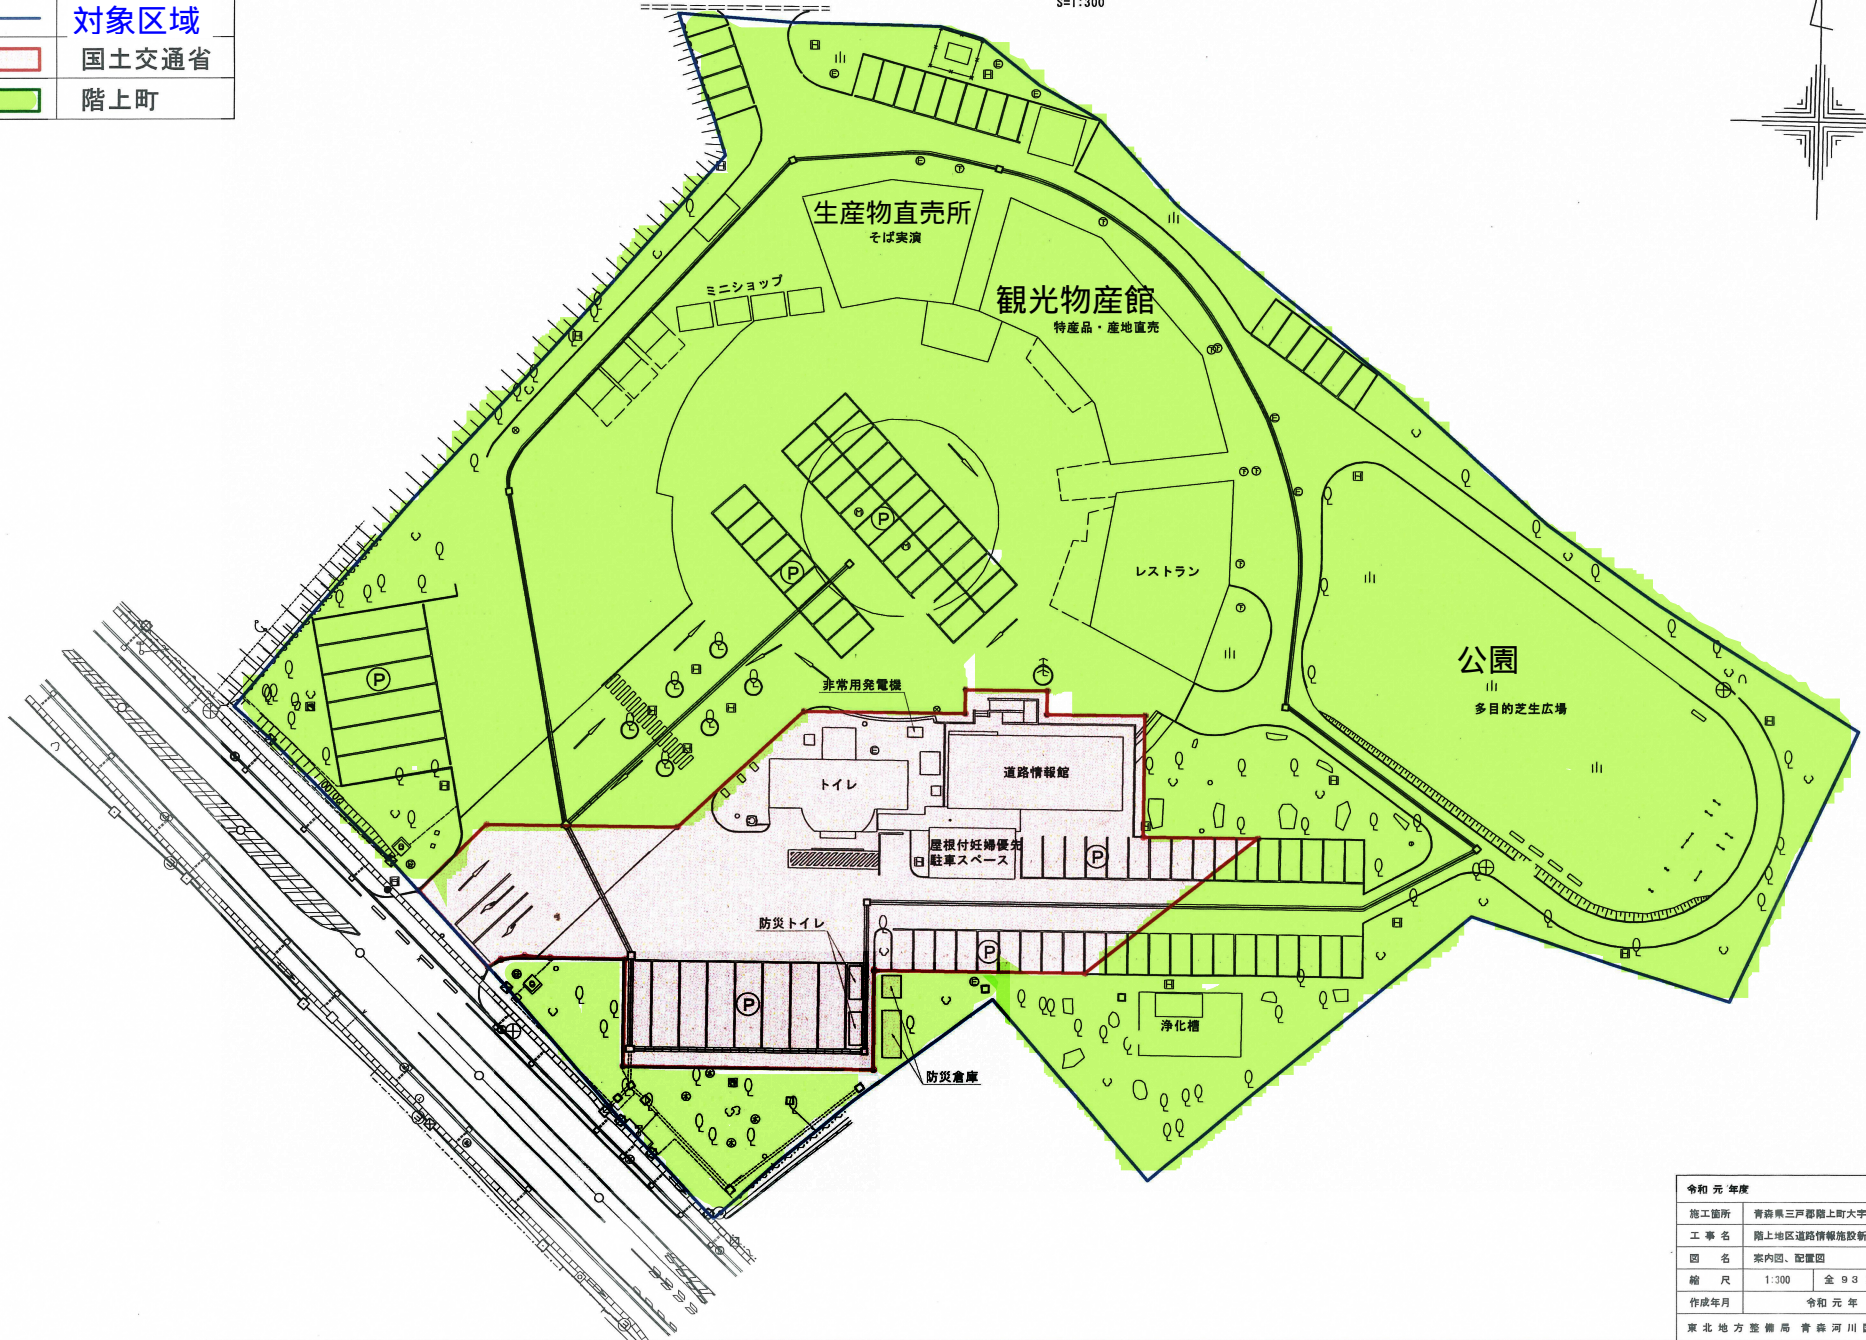 S=1:300
対象区域
国土交通省
階上町
生産物直売所
そば実演
ミニショップ
観光物産館
特産品・産地直売
P
P
レストラン
公園
多目的芝生広場
P
非常用発電機
トイレ
道路情報館
屋根付妊婦優先
駐車スペース
P
防災トイレ
P
P
浄化槽
防災倉庫
令和 元 年度
施工箇所 青森県三戸郡階上町大字
工事名 階上地区道路情報施設新
図名 案内図、配置図
縮尺 1:300 全 93
作成年月 令和 元 年
東北地方整備局 青森河川国